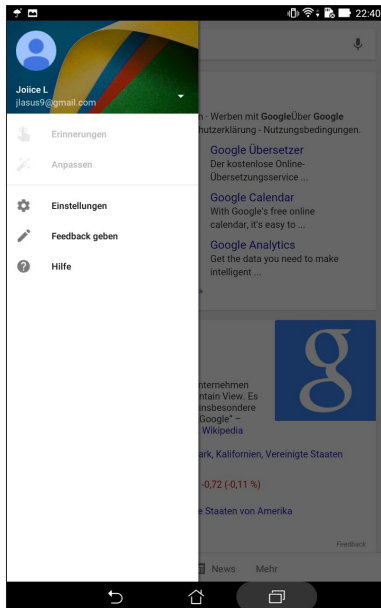 22:40
Joiice L
jlasus9@gmail.com
Erinnerungen
Anpassen
Einstellungen
Feedback geben
Hilfe
n - Werben mit GoogleÜber Google
hutzerklärung - Nutzungsbedingungen.
Google Übersetzer
Der kostenlose Online-
Übersetzungsservice ...
Google Calendar
With Google's free online
calendar, it's easy to ...
Google Analytics
Get the data you need to make
intelligent ...
g
nternehmen
ntain View. Es
insbesondere
Google" –
Wikipedia
ark, Kalifornien, Vereinigte Staaten
-0,72 (-0,11 %)
e Staaten von Amerika
Feedback
News Mehr